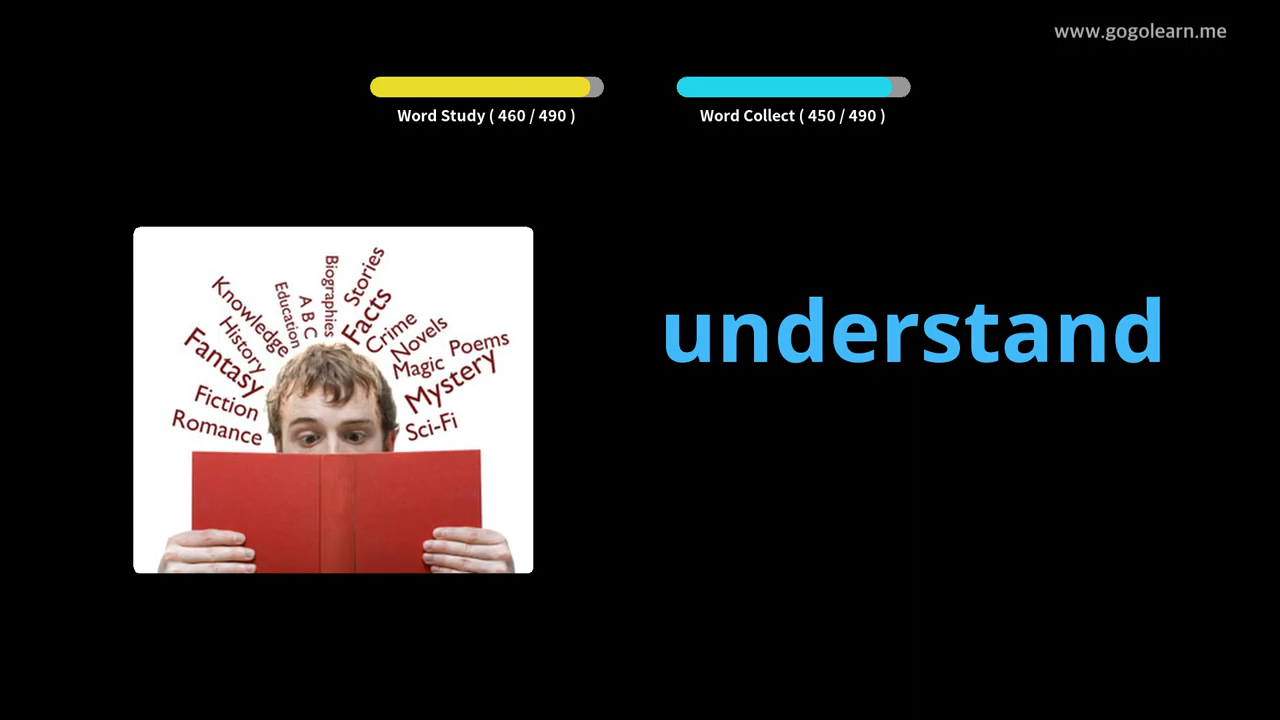 www.gogolearn.me
Word Study ( 460 / 490 )
Word Collect ( 450 / 490 )
understand
Romance
Fiction
Fantasy
History
Knowledge
Education
A B C
Biographies
Stories
Facts
Crime
Novels
Magic
Poems
Mystery
Sci-Fi